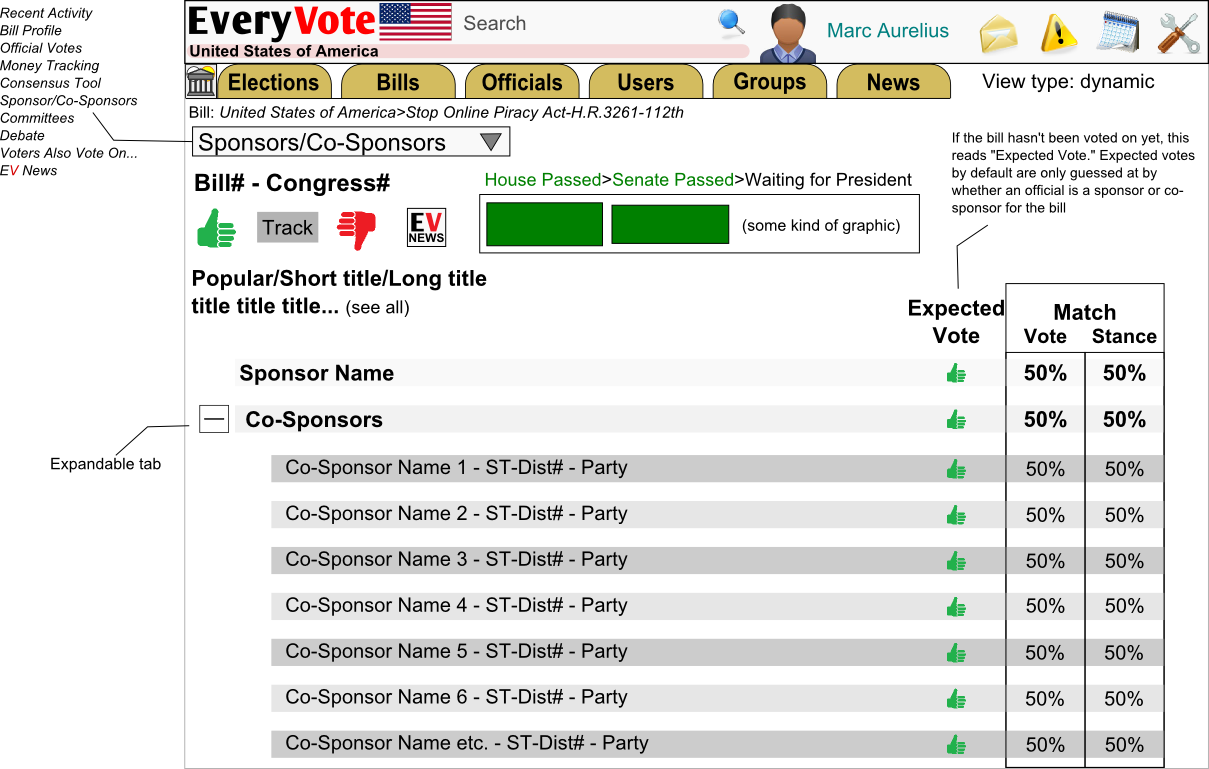 Recent Activity
Bill Profile
Official Votes
Money Tracking
Consensus Tool
Sponsor/Co-Sponsors
Committees
Debate
Voters Also Vote On...
EV News
EveryVote
Search
Marc Aurelius
United States of America
Elections
Bills
Officials
Users
Groups
News
View type: dynamic
Bill: United States of America>Stop Online Piracy Act-H.R.3261-112th
Sponsors/Co-Sponsors
If the bill hasn't been voted on yet, this
reads "Expected Vote." Expected votes
by default are only guessed at by
whether an official is a sponsor or co-
sponsor for the bill
Bill# - Congress#
House Passed>Senate Passed>Waiting for President
Track
EV
NEWS
(some kind of graphic)
Popular/Short title/Long title
title title title... (see all)
Expected
Vote
Match
Vote Stance
Sponsor Name 50% 50%
Co-Sponsors 50% 50%
Expandable tab
Co-Sponsor Name 1 - ST-Dist# - Party 50% 50%
Co-Sponsor Name 2 - ST-Dist# - Party 50% 50%
Co-Sponsor Name 3 - ST-Dist# - Party 50% 50%
Co-Sponsor Name 4 - ST-Dist# - Party 50% 50%
Co-Sponsor Name 5 - ST-Dist# - Party 50% 50%
Co-Sponsor Name 6 - ST-Dist# - Party 50% 50%
Co-Sponsor Name etc. - ST-Dist# - Party 50% 50%